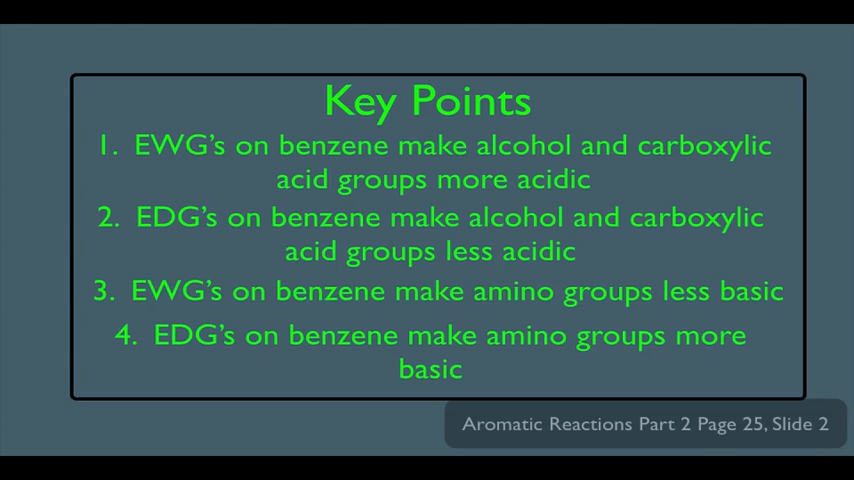 Key Points
1. EWG's on benzene make alcohol and carboxylic
acid groups more acidic
2. EDG's on benzene make alcohol and carboxylic
acid groups less acidic
3. EWG's on benzene make amino groups less basic
4. EDG's on benzene make amino groups more
basic
Aromatic Reactions Part 2 Page 25, Slide 2